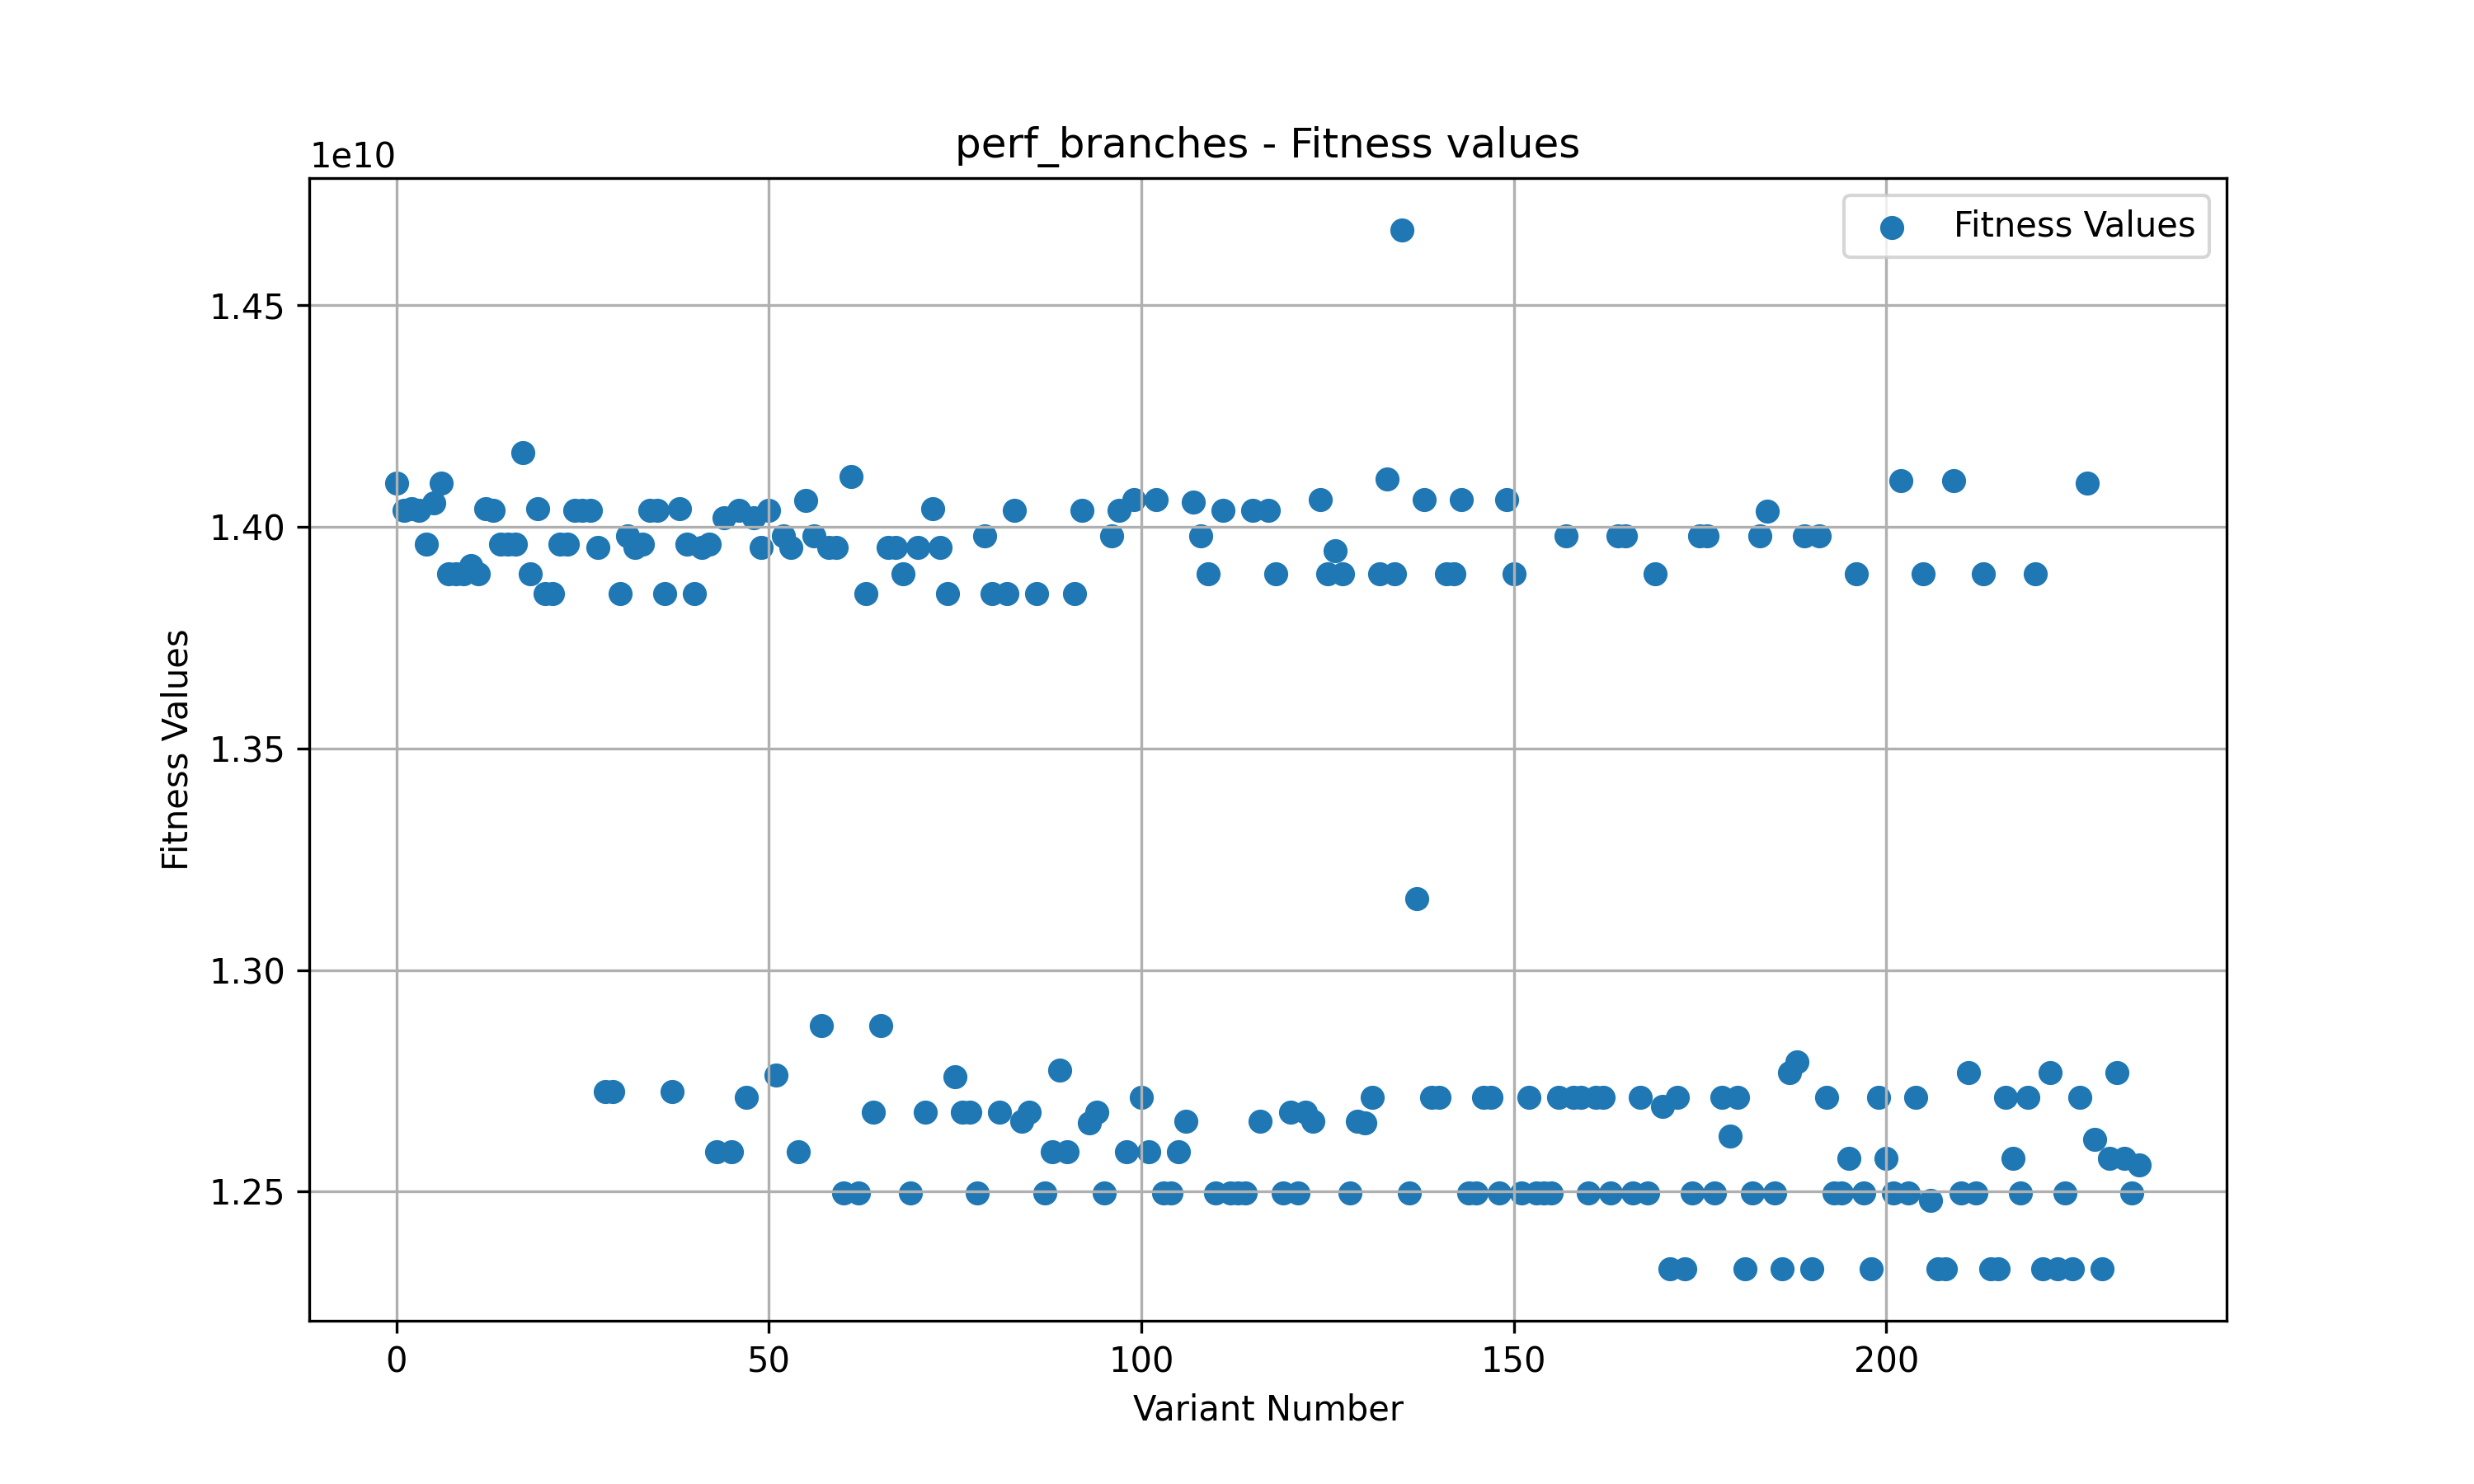 perf_branches - Fitness values
1e10
Fitness Values
1.45
1.40
1.35
1.30
1.25
Fitness Values
0 50 100 150 200
Variant Number